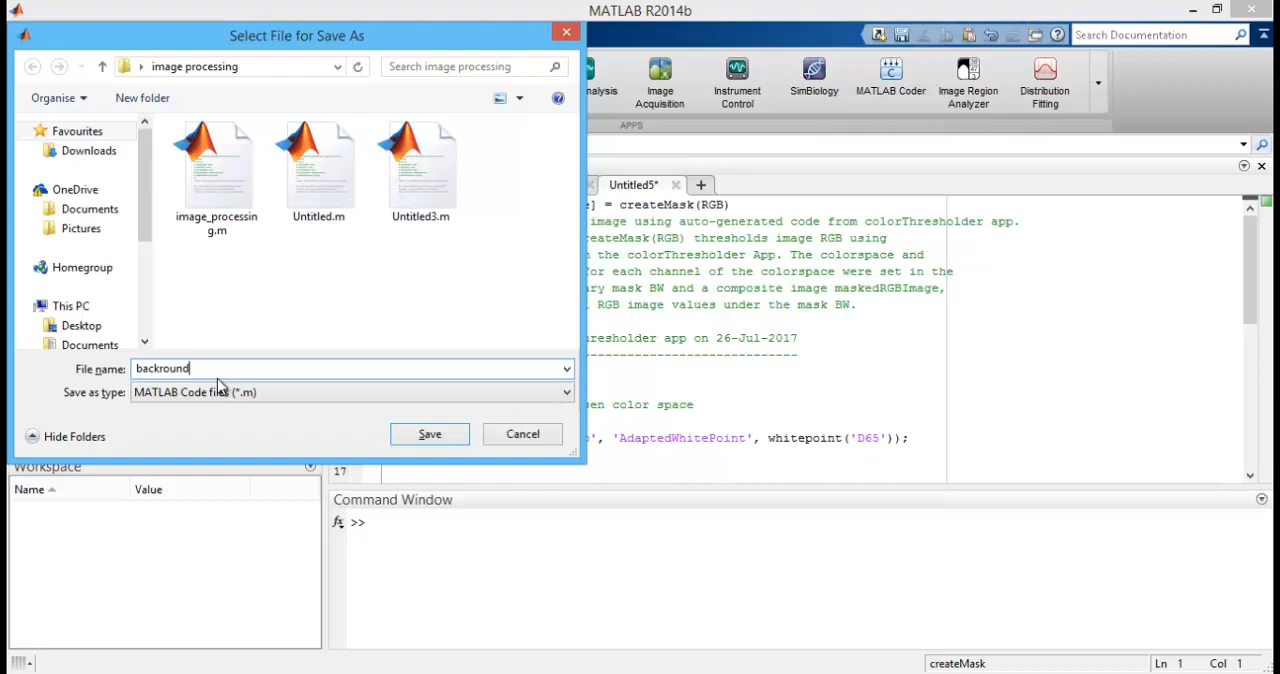 MATLAB R2014b
Select File for Save As
image processing
Search image processing
Organise
New folder
Favourites
Downloads
OneDrive
Documents
Pictures
Homegroup
This PC
Desktop
Documents
image_processin
g.m
Untitled.m
Untitled3.m
File name: backround
Save as type: MATLAB Code files (*.m)
Hide Folders
Save
Cancel
Search Documentation
alysis
Image
Acquisition
Instrument
Control
SimBiology
MATLAB Coder
Image Region
Analyzer
Distribution
Fitting
APPS
Untitled5*
e] = createMask(RGB)
image using auto-generated code from colorThresholder app.
reateMask(RGB) thresholds image RGB using
n the colorThresholder App. The colorspace and
for each channel of the colorspace were set in the
ary mask BW and a composite image maskedRGBImage,
RGB image values under the mask BW.
resholder app on 26-Jul-2017
------------------------------
sen color space
', 'AdaptedWhitePoint', whitepoint('D65'));
17
Workspace
Name
Value
Command Window
fx >>
createMask
Ln 1 Col 1